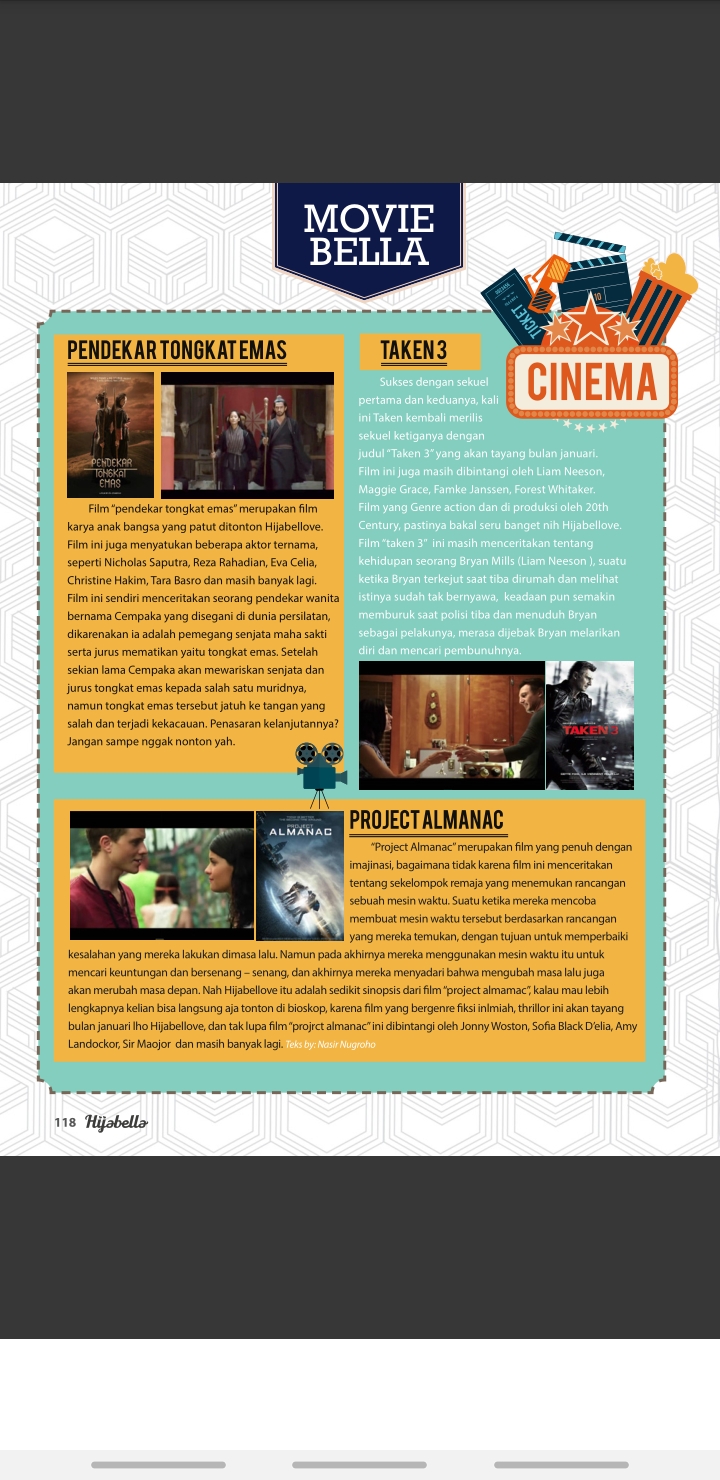 MOVIE
BELLA
TICKET
10
CINEMA
PENDEKAR TONGKAT EMAS
PENDEKAR
TONGKAT
EMAS
Film “pendekar tongkat emas” merupakan film
karya anak bangsa yang patut ditonton Hijabellove.
Film ini juga menyatukan beberapa aktor ternama,
seperti Nicholas Saputra, Reza Rahadian, Eva Celia,
Christine Hakim, Tara Basro dan masih banyak lagi.
Film ini sendiri menceritakan seorang pendekar wanita
bernama Cempaka yang disegani di dunia persilatan,
dikarenakan ia adalah pemegang senjata maha sakti
serta jurus mematikan yaitu tongkat emas. Setelah
sekian lama Cempaka akan mewariskan senjata dan
jurus tongkat emas kepada salah satu muridnya,
namun tongkat emas tersebut jatuh ke tangan yang
salah dan terjadi kekacauan. Penasaran kelanjutannya?
Jangan sampe nggak nonton yah.
TAKEN 3
Sukses dengan sekuel
pertama dan keduanya, kali
ini Taken kembali merilis
sekuel ketiganya dengan
judul “Taken 3” yang akan tayang bulan januari.
Film ini juga masih dibintangi oleh Liam Neeson,
Maggie Grace, Famke Janssen, Forest Whitaker.
Film yang Genre action dan di produksi oleh 20th
Century, pastinya bakal seru banget nih Hijabellove.
Film “taken 3” ini masih menceritakan tentang
kehidupan seorang Bryan Mills (Liam Neeson ), suatu
ketika Bryan terkejut saat tiba dirumah dan melihat
istinya sudah tak bernyawa, keadaan pun semakin
memburuk saat polisi tiba dan menuduh Bryan
sebagai pelakunya, merasa dijebak Bryan melarikan
diri dan mencari pembunuhnya.
TAKEN 3
PROJECT
ALMANAC
PROJECT ALMANAC
“Project Almanac” merupakan film yang penuh dengan
imajinasi, bagaimana tidak karena film ini menceritakan
tentang sekelompok remaja yang menemukan rancangan
sebuah mesin waktu. Suatu ketika mereka mencoba
membuat mesin waktu tersebut berdasarkan rancangan
yang mereka temukan, dengan tujuan untuk memperbaiki
kesalahan yang mereka lakukan dimasa lalu. Namun pada akhirnya mereka menggunakan mesin waktu itu untuk
mencari keuntungan dan bersenang – senang, dan akhirnya mereka menyadari bahwa mengubah masa lalu juga
akan merubah masa depan. Nah Hijabellove itu adalah sedikit sinopsis dari film “project almamac”, kalau mau lebih
lengkapnya kelian bisa langsung aja tonton di bioskop, karena film yang bergenre fiksi inlmiah, thrillor ini akan tayang
bulan januari lho Hijabellove, dan tak lupa film “projrct almanac” ini dibintangi oleh Jonny Woston, Sofia Black D’elia, Amy
Landockor, Sir Maojor dan masih banyak lagi. Teks by: Nasir Nugroho
118 Hijabella